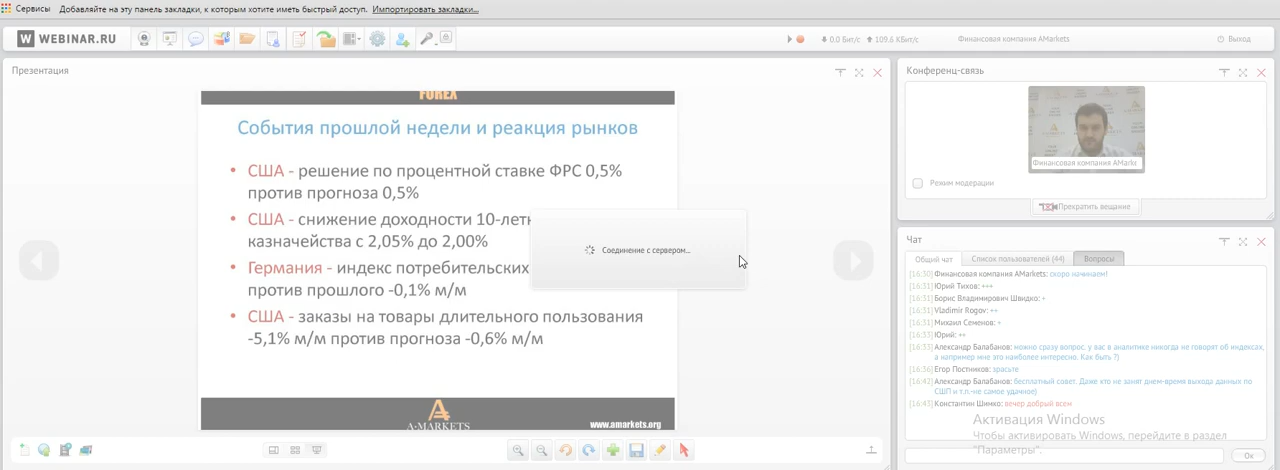 Сервисы Добавляйте на эту панель закладки, к которым хотите иметь быстрый доступ. Импортировать закладки...
W WEBINAR.RU 0.0 Бит/с 109.6 КБит/с Финансовая компания AMarkets Выход
Презентация
FOREX
События прошлой недели и реакция рынков
• США - решение по процентной ставке ФРС 0,5%
против прогноза 0,5%
• США - снижение доходности 10-летн
казначейства с 2,05% до 2,00%
• Германия - индекс потребительских
против прошлого -0,1% м/м
• США - заказы на товары длительного пользования
-5,1% м/м против прогноза -0,6% м/м
Соединение с сервером...
A-MARKETS
www.amarkets.org
Конференц-связь
Финансовая компания AMarke
Режим модерации
Прекратить вещание
Чат
Общий чат Список пользователей (44) Вопросы
[16:30] Финансовая компания AMarkets: скоро начинаем!
[16:31] Юрий Тихов: +++
[16:31] Борис Владимирович Швидко: +
[16:31] Vladimir Rogov: ++
[16:31] Михаил Семенов: +
[16:33] Юрий: ++
[16:33] Александр Балабанов: можно сразу вопрос. у вас в аналитике никогда не говорят об индексах,
а например мне это наиболее интересно. Как быть ?)
[16:36] Егор Постников: зрасьте
[16:42] Александр Балабанов: бесплатный совет. Даже кто не занят днем-время выхода данных по
СШП и т.п.-не самое удачное)
[16:43] Константин Шимко: вечер добрый всем
Активация Windows
Чтобы активировать Windows, перейдите в раздел
"Параметры".
Ок